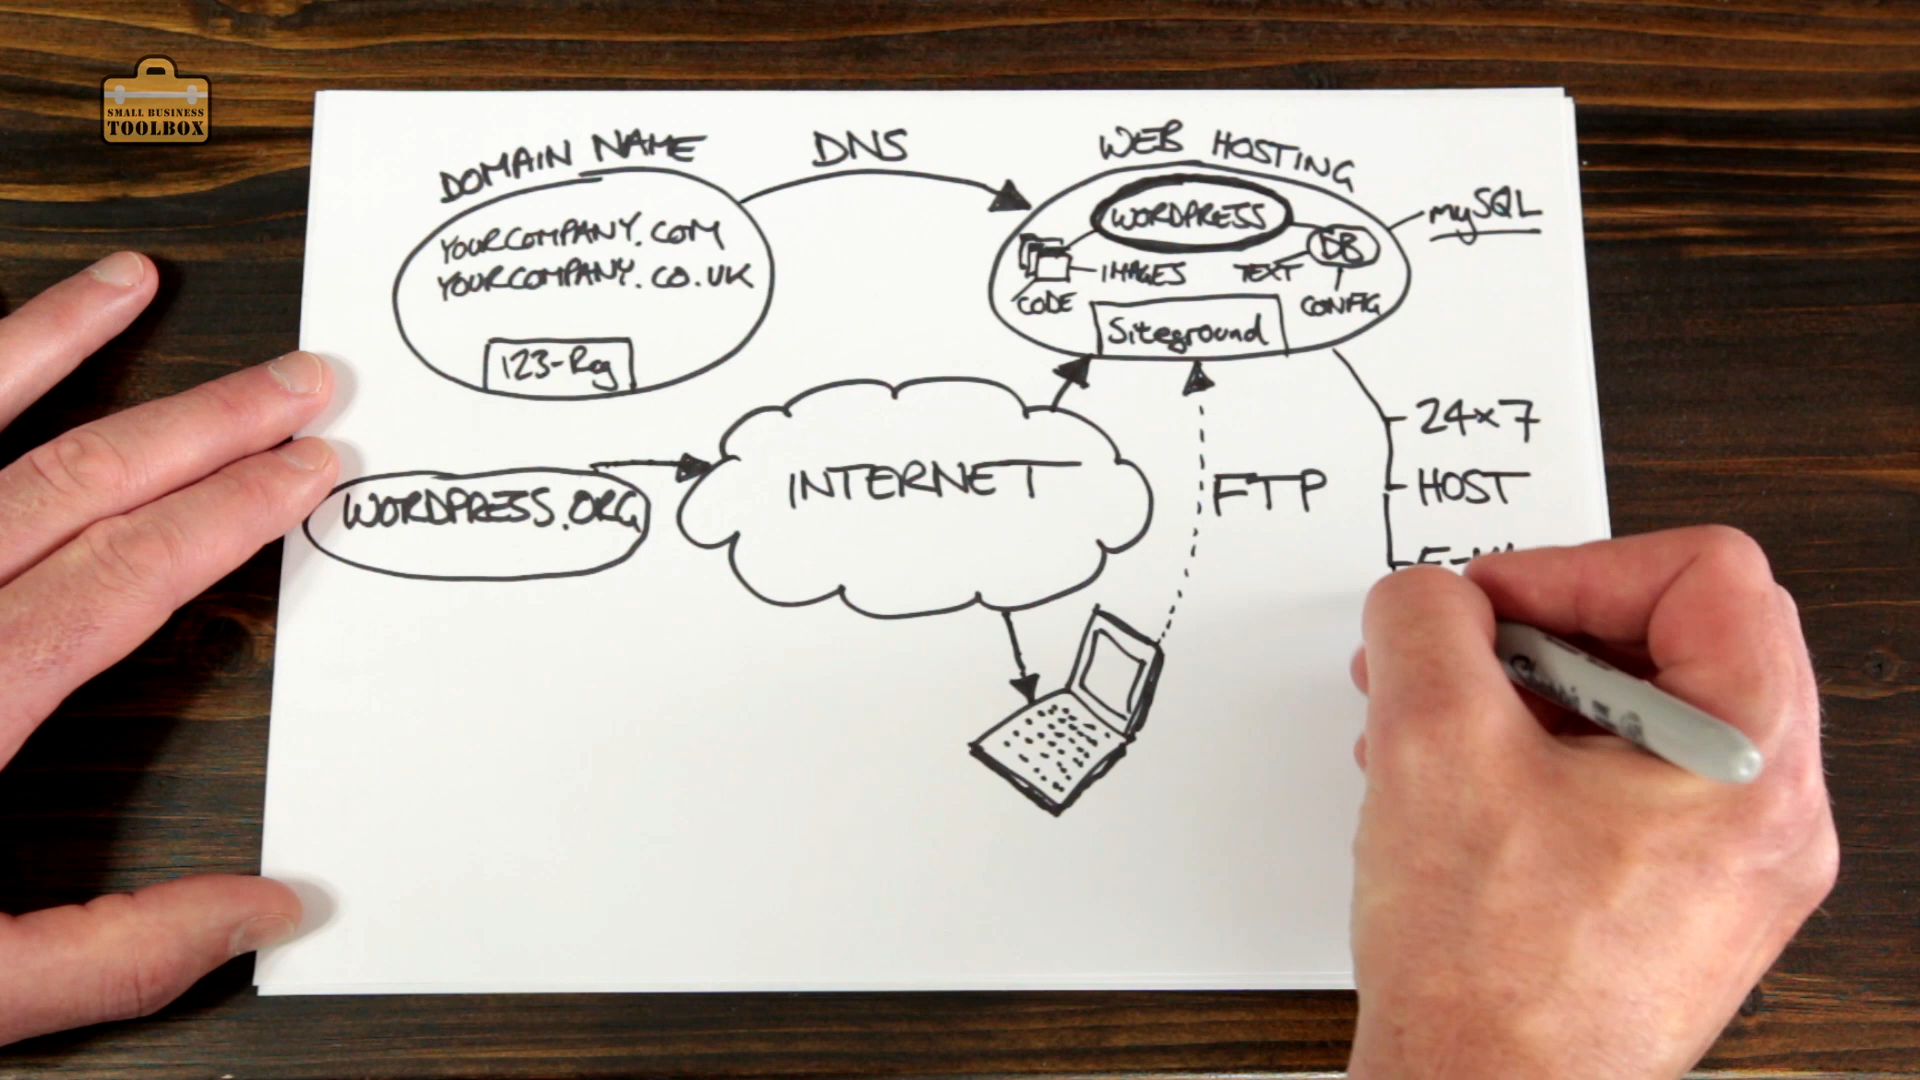 SMALL BUSINESS
TOOLBOX
DOMAIN NAME
YOURCOMPANY.COM
YOURCOMPANY.CO.UK
123-Reg
DNS
WEB HOSTING
WORDPRESS
DB
IMAGES
TEXT
CODE
CONFIG
Siteground
mySQL
WORDPRESS.ORG
INTERNET
FTP
24x7
HOST